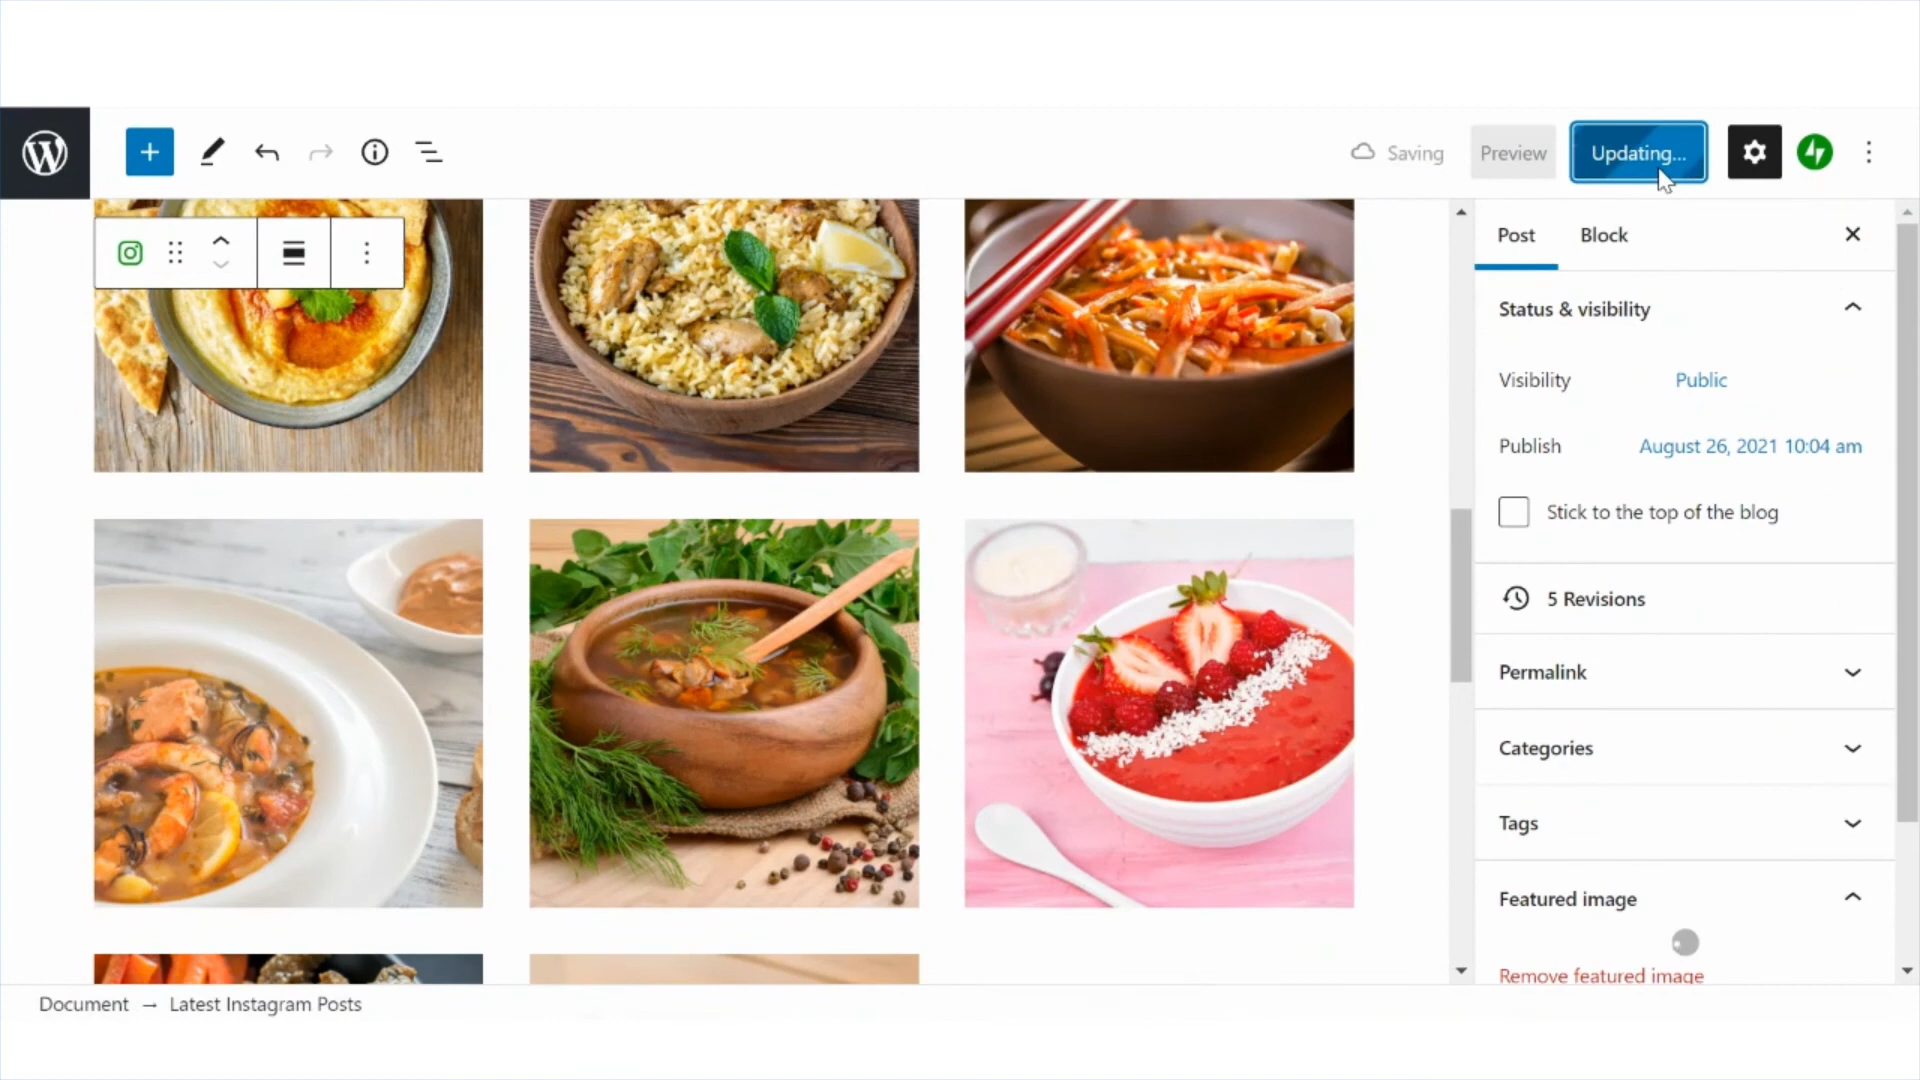 Saving
Preview
Updating...
Post
Block
Status & visibility
Visibility
Public
Publish
August 26, 2021 10:04 am
Stick to the top of the blog
5 Revisions
Permalink
Categories
Tags
Featured image
Remove featured image
Document → Latest Instagram Posts